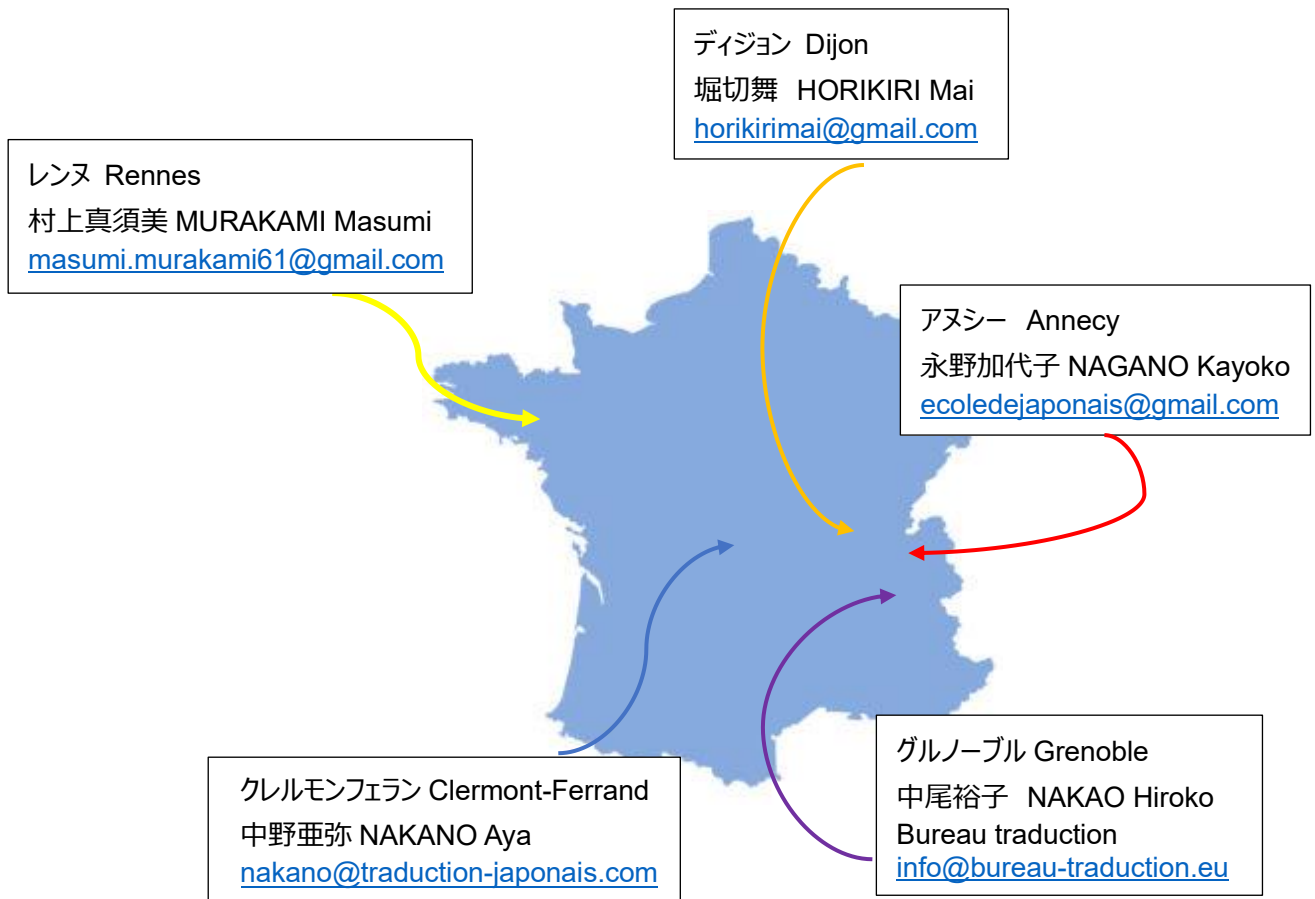 ディジョン Dijon
堀切舞 HORIKIRI Mai
horikirimai@gmail.com
レンヌ Rennes
村上真須美 MURAKAMI Masumi
masumi.murakami61@gmail.com
アヌシー Annecy
永野加代子 NAGANO Kayoko
ecoledejaponais@gmail.com
クレルモンフェラン Clermont-Ferrand
中野亜弥 NAKANO Aya
nakano@traduction-japonais.com
グルノーブル Grenoble
中尾裕子 NAKAO Hiroko
Bureau traduction
info@bureau-traduction.eu